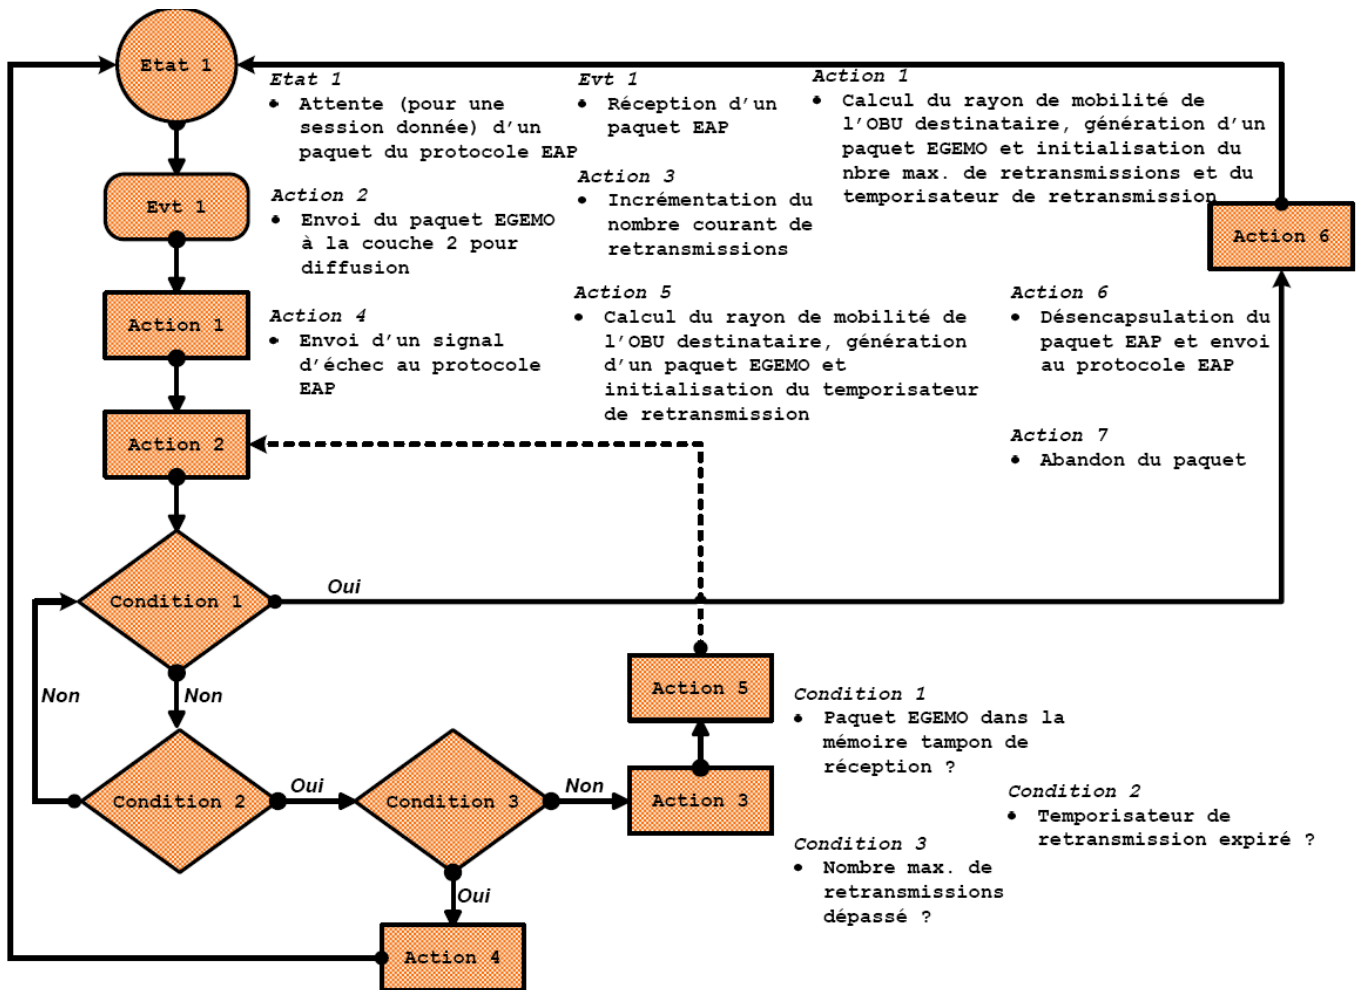 Etat 1
Etat 1
• Attente (pour une
session donnée) d'un
paquet du protocole EAP
Evt 1
• Réception d'un
paquet EAP
Action 1
• Calcul du rayon de mobilité de
l'OBU destinataire, génération d'un
paquet EGEMO et initialisation du
nbre max. de retransmissions et du
temporisateur de retransmission
Evt 1
Action 2
• Envoi du paquet EGEMO
à la couche 2 pour
diffusion
Action 3
• Incrémentation du
nombre courant de
retransmissions
Action 6
Action 1
Action 4
• Envoi d'un signal
d'échec au protocole
EAP
Action 5
• Calcul du rayon de mobilité de
l'OBU destinataire, génération
d'un paquet EGEMO et
initialisation du temporisateur
de retransmission
Action 6
• Désencapsulation du
paquet EAP et envoi
au protocole EAP
Action 7
• Abandon du paquet
Action 2
Condition 1
Oui
Non
Non
Action 5
Condition 2
Oui
Condition 3
Non
Action 3
Oui
Action 4
Condition 1
• Paquet EGEMO dans la
mémoire tampon de
réception ?
Condition 2
• Temporisateur de
retransmission expiré ?
Condition 3
• Nombre max. de
retransmissions
dépassé ?